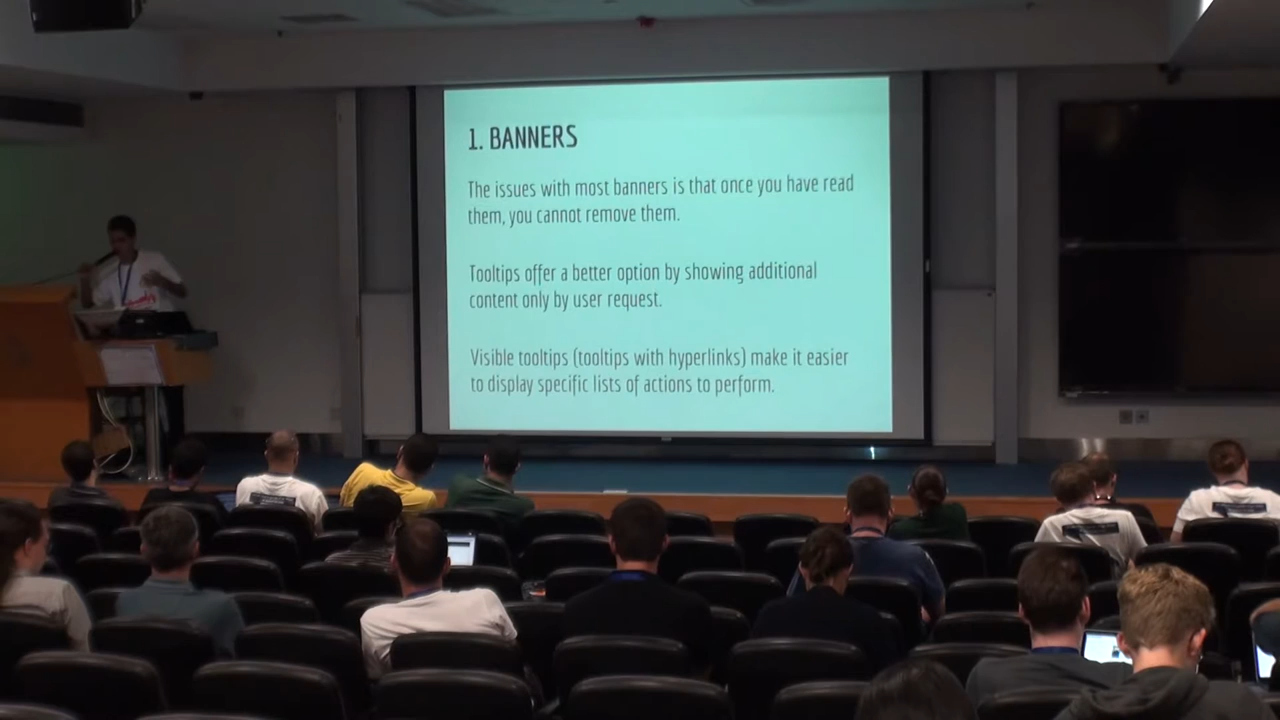 1. BANNERS
The issues with most banners is that once you have read
them, you cannot remove them.
Tooltips offer a better option by showing additional
content only by user request.
Visible tooltips (tooltips with hyperlinks) make it easier
to display specific lists of actions to perform.